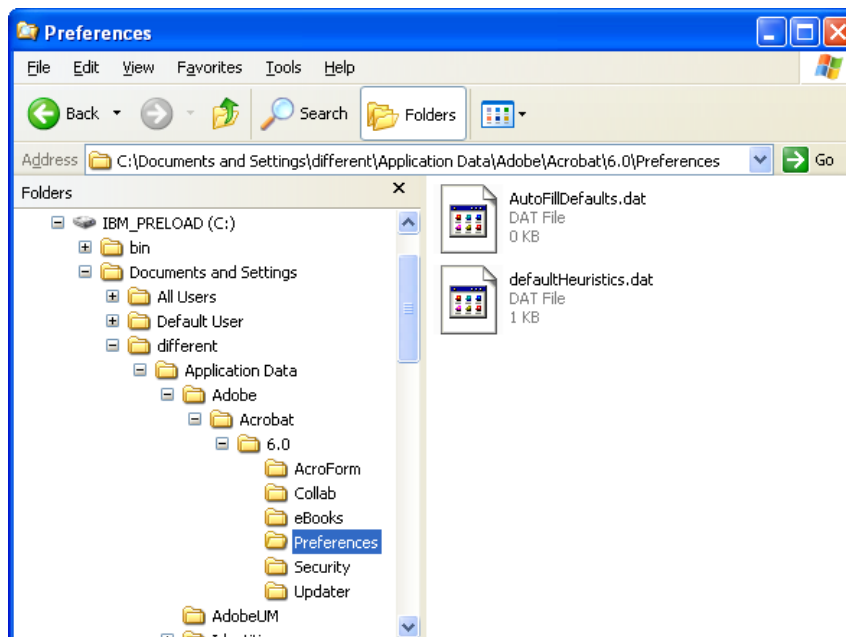 Preferences
File Edit View Favorites Tools Help
Back Search Folders
Address C:\Documents and Settings\different\Application Data\Adobe\Acrobat\6.0\Preferences Go
Folders
IBM_PRELOAD (C:)
bin
Documents and Settings
All Users
Default User
different
Application Data
Adobe
Acrobat
6.0
AcroForm
Collab
eBooks
Preferences
Security
Updater
AdobeUM
AutoFillDefaults.dat
DAT File
0 KB
defaultHeuristics.dat
DAT File
1 KB